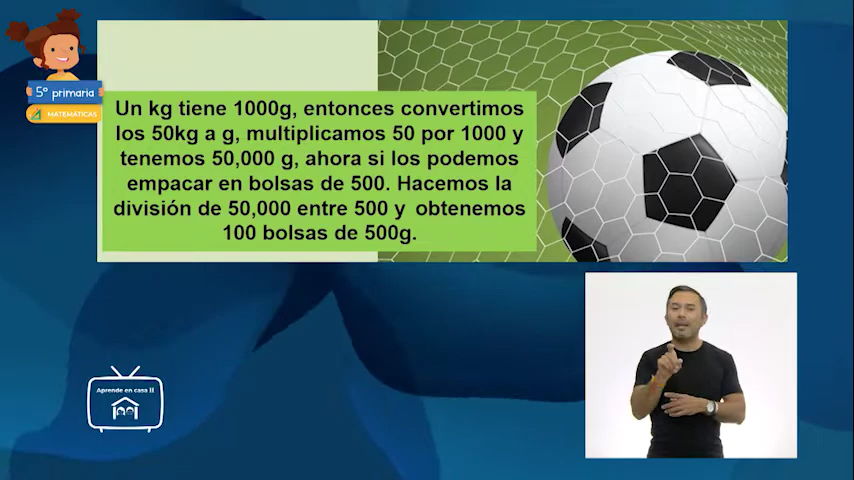 5° primaria
MATEMÁTICAS
Un kg tiene 1000g, entonces convertimos
los 50kg a g, multiplicamos 50 por 1000 y
tenemos 50,000 g, ahora si los podemos
empacar en bolsas de 500. Hacemos la
división de 50,000 entre 500 y obtenemos
100 bolsas de 500g.
Aprende en casa II